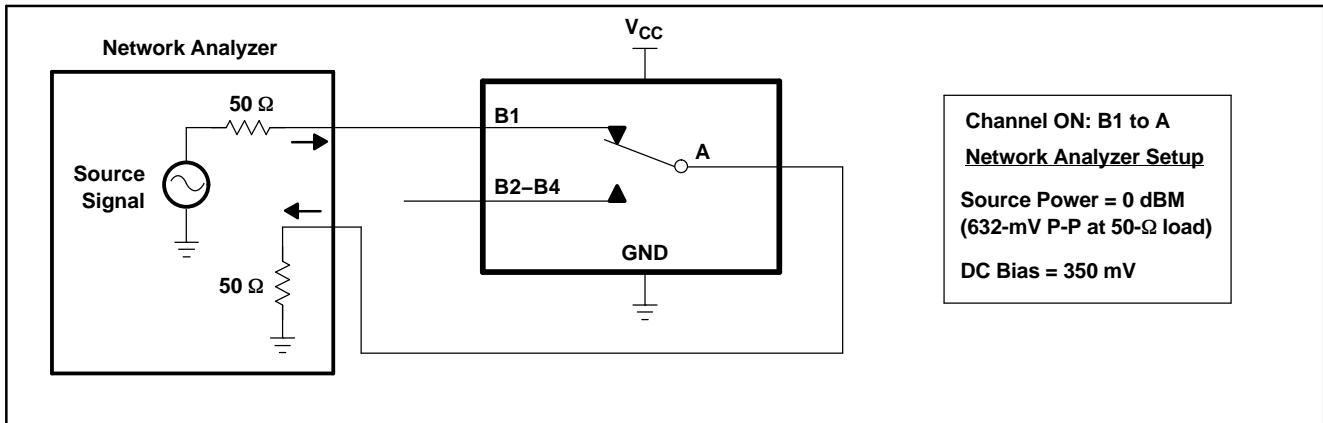 V_CC
Network Analyzer
50 Ω
B1
A
Source
Signal
B2–B4
GND
50 Ω
Channel ON: B1 to A
Network Analyzer Setup
Source Power = 0 dBM
(632-mV P-P at 50-Ω load)
DC Bias = 350 mV